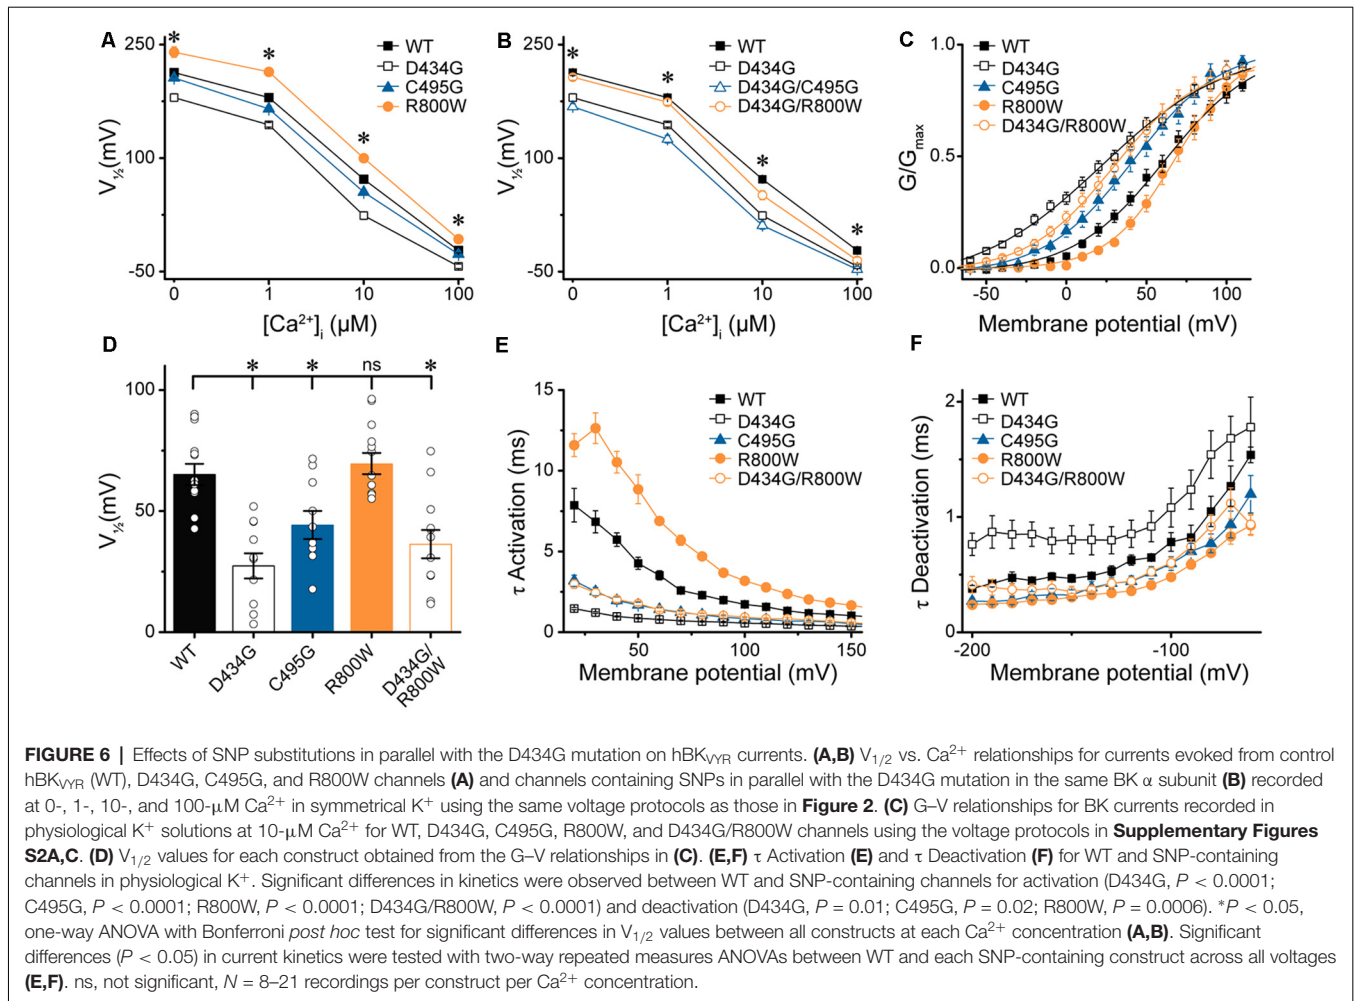 A
250
100
-50
V½(mV)
0 1 10 100
[Ca²⁺]i (µM)
* * * *
WT
D434G
C495G
R800W
B
250
100
-50
V½(mV)
0 1 10 100
[Ca²⁺]i (µM)
* * * *
WT
D434G
D434G/C495G
D434G/R800W
C
1.0
0.5
0.0
G/Gmax
-50 0 50 100
Membrane potential (mV)
WT
D434G
C495G
R800W
D434G/R800W
D
100
50
0
V½(mV)
* * ns *
WT
D434G
C495G
R800W
D434G/
R800W
E
15
10
5
0
τ Activation (ms)
50 100 150
Membrane potential (mV)
WT
D434G
C495G
R800W
D434G/R800W
F
2
1
0
τ Deactivation (ms)
-200 -100
Membrane potential (mV)
WT
D434G
C495G
R800W
D434G/R800W
FIGURE 6 | Effects of SNP substitutions in parallel with the D434G mutation on hBKVYR currents. (A,B) V1/2 vs. Ca²⁺ relationships for currents evoked from control
hBKVYR (WT), D434G, C495G, and R800W channels (A) and channels containing SNPs in parallel with the D434G mutation in the same BK α subunit (B) recorded
at 0-, 1-, 10-, and 100-µM Ca²⁺ in symmetrical K⁺ using the same voltage protocols as those in Figure 2. (C) G–V relationships for BK currents recorded in
physiological K⁺ solutions at 10-µM Ca²⁺ for WT, D434G, C495G, R800W, and D434G/R800W channels using the voltage protocols in Supplementary Figures
S2A,C. (D) V1/2 values for each construct obtained from the G–V relationships in (C). (E,F) τ Activation (E) and τ Deactivation (F) for WT and SNP-containing
channels in physiological K⁺. Significant differences in kinetics were observed between WT and SNP-containing channels for activation (D434G, P < 0.0001;
C495G, P < 0.0001; R800W, P < 0.0001; D434G/R800W, P < 0.0001) and deactivation (D434G, P = 0.01; C495G, P = 0.02; R800W, P = 0.0006). *P < 0.05,
one-way ANOVA with Bonferroni post hoc test for significant differences in V1/2 values between all constructs at each Ca²⁺ concentration (A,B). Significant
differences (P < 0.05) in current kinetics were tested with two-way repeated measures ANOVAs between WT and each SNP-containing construct across all voltages
(E,F). ns, not significant, N = 8–21 recordings per construct per Ca²⁺ concentration.